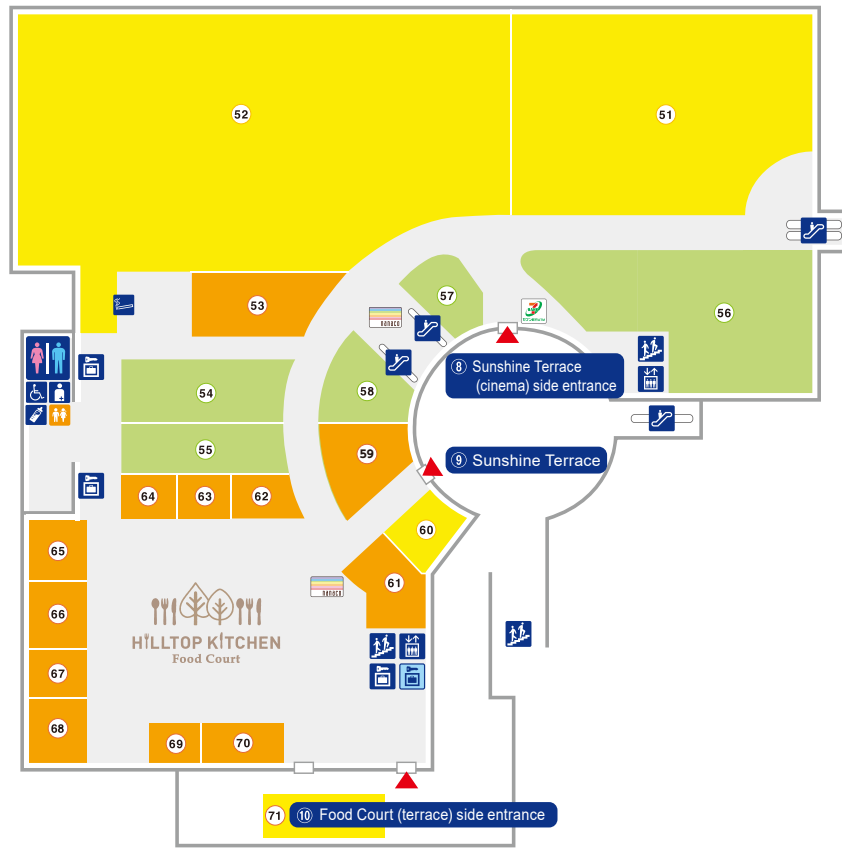 52
51
53
57
56
nanaco
⑧ Sunshine Terrace
(cinema) side entrance
54
58
55
59
⑨ Sunshine Terrace
64
63
62
60
65
61
nanaco
66
HILLTOP KITCHEN
Food Court
67
68
69
70
71
⑩ Food Court (terrace) side entrance